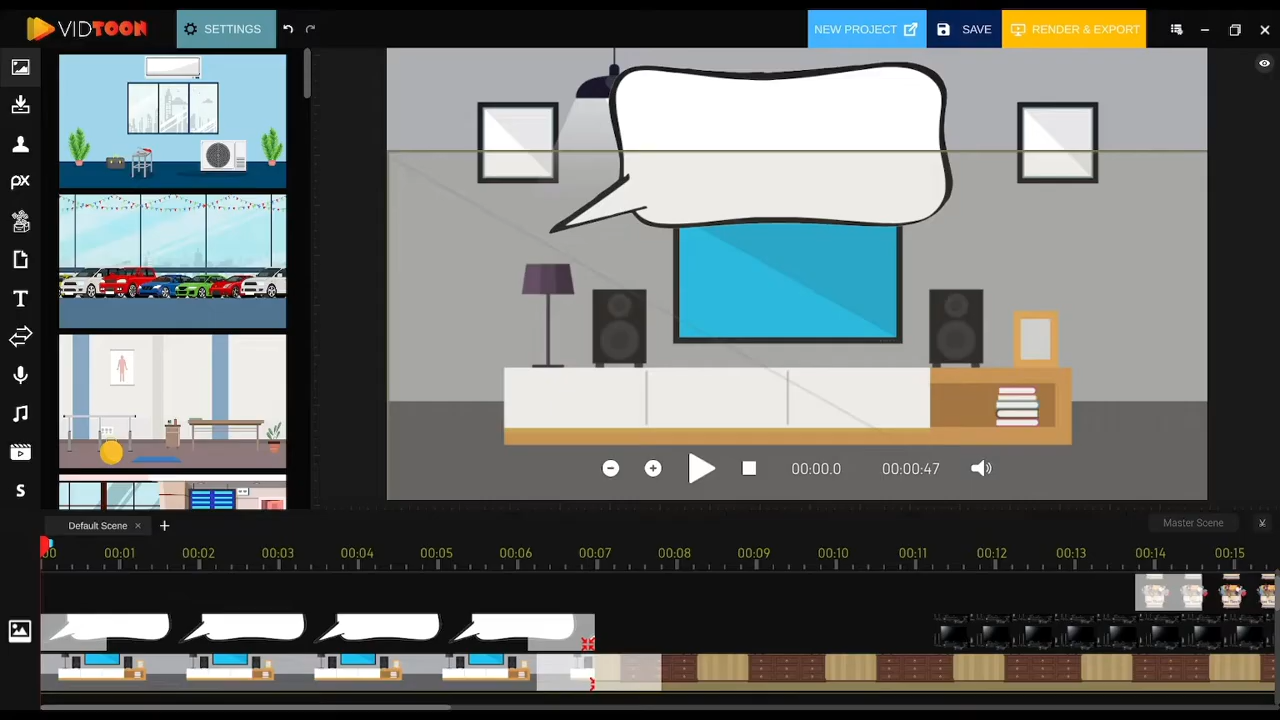 VIDTOON
SETTINGS
NEW PROJECT
SAVE
RENDER & EXPORT
px
T
S
00:00.0
00:00:47
Default Scene ×
+
Master Scene
00 00:01 00:02 00:03 00:04 00:05 00:06 00:07 00:08 00:09 00:10 00:11 00:12 00:13 00:14 00:15